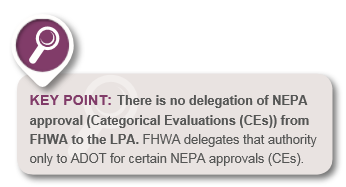 KEY POINT: There is no delegation of NEPA
approval (Categorical Evaluations (CEs)) from
FHWA to the LPA. FHWA delegates that authority
only to ADOT for certain NEPA approvals (CEs).